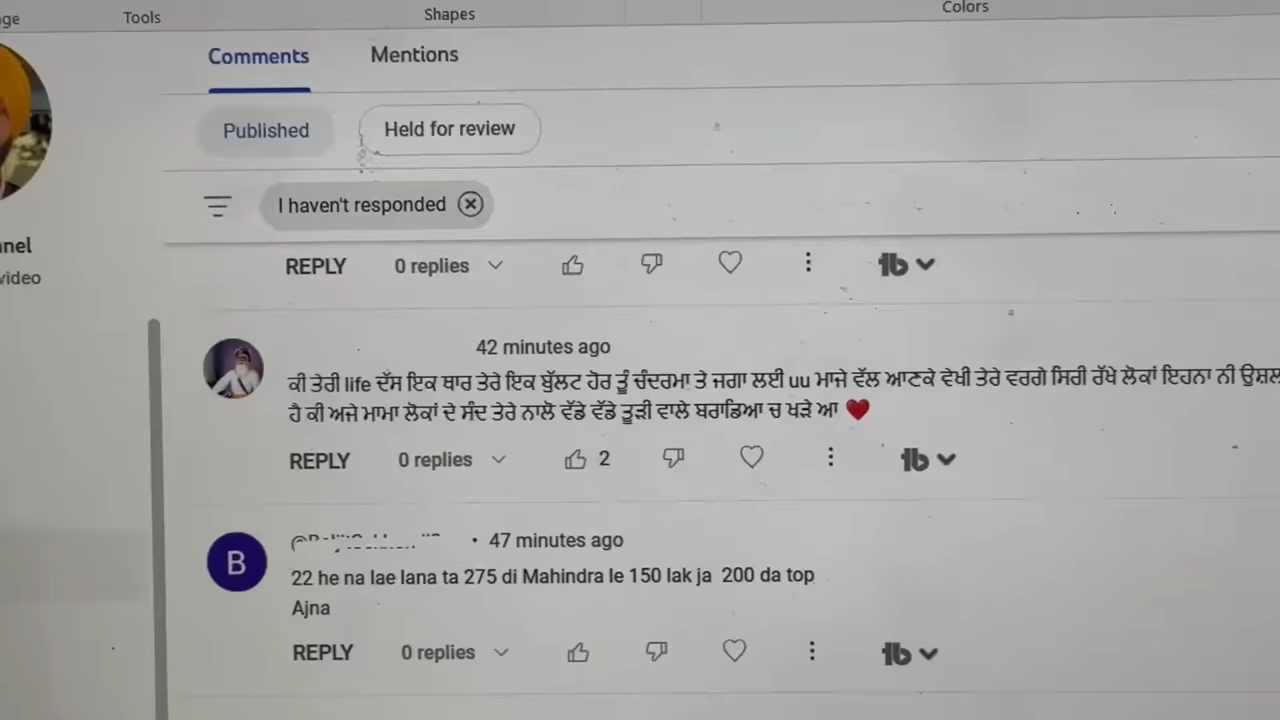 Tools
Shapes
Colors
Comments Mentions
Published Held for review
I haven't responded
REPLY 0 replies
42 minutes ago
ਕੀ ਤੇਰੀ life ਦੱਸ ਇਕ ਥਾਰ ਤੇਰੇ ਇਕ ਬੁੱਲਟ ਹੋਰ ਤੂੰ ਚੰਦਰਮਾ ਤੇ ਜਗਾ ਲਈ uu ਮਾਜੇ ਵੱਲ ਆਣਕੇ ਵੇਖੀ ਤੇਰੇ ਵਰਗੇ ਸਿਰੀ ਰੱਖੇ ਲੋਕਾਂ ਇਹਨਾ ਨੀ
ਹੈ ਕੀ ਅਜੇ ਮਾਮਾ ਲੋਕਾਂ ਦੇ ਸੰਦ ਤੇਰੇ ਨਾਲੋ ਵੱਡੇ ਵੱਡੇ ਤੂੜੀ ਵਾਲੇ ਬਰਾਡਿਆ ਚ ਖੜੇ ਆ ❤️
REPLY 0 replies 2
B
47 minutes ago
22 he na lae lana ta 275 di Mahindra le 150 lak ja 200 da top
Ajna
REPLY 0 replies
video